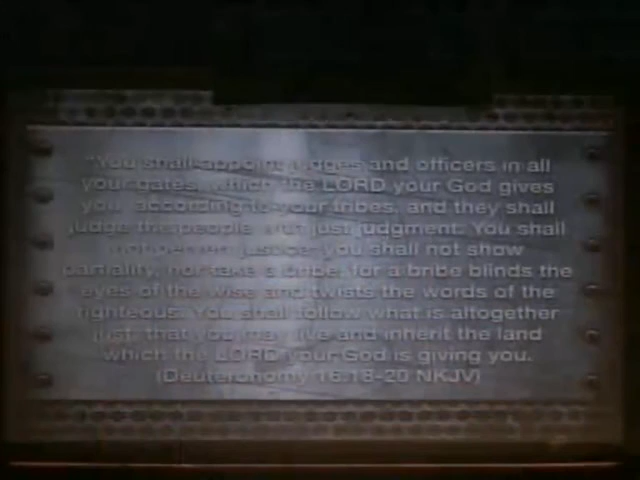 "You shall appoint judges and officers in all
your gates, which the LORD your God gives
you, according to your tribes, and they shall
judge the people with just judgment. You shall
not pervert justice; you shall not show
partiality, nor take a bribe, for a bribe blinds the
eyes of the wise and twists the words of the
righteous. You shall follow what is altogether
just, that you may live and inherit the land
which the LORD your God is giving you.
(Deuteronomy 16:18-20 NKJV)